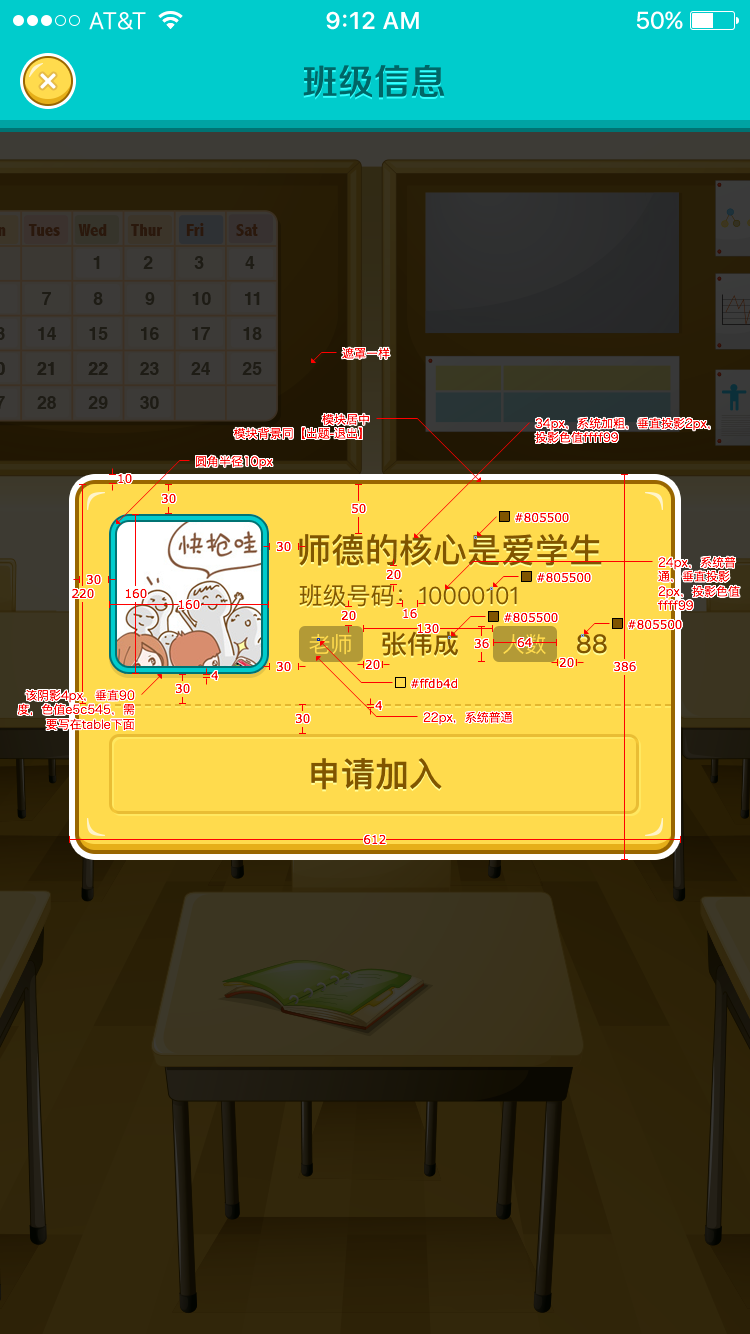 AT&T
9:12 AM
50%
班级信息
Tues Wed Thur Fri Sat
1 2 3 4
7 8 9 10 11
14 15 16 17 18
21 22 23 24 25
28 29 30
遮罩一样
模块居中
模块背景同【出题-退出】
34px，系统加粗，垂直投影2px，
投影色值ffff99
圆角半径10px
10
30
50
快抢哇
30
师德的核心是爱学生
#805500
24px，系统普
通，垂直投影
2px，投影色值
ffff99
20
#805500
30
220
160
160
班级号码：10000101
16
20
#805500
#805500
130
老师
张伟成
36
人数
64
88
30
20
20
386
4
30
#ffdb4d
该阴影4px，垂直90
度，色值e5c545，需
要写在table下面
30
4
22px，系统普通
申请加入
612